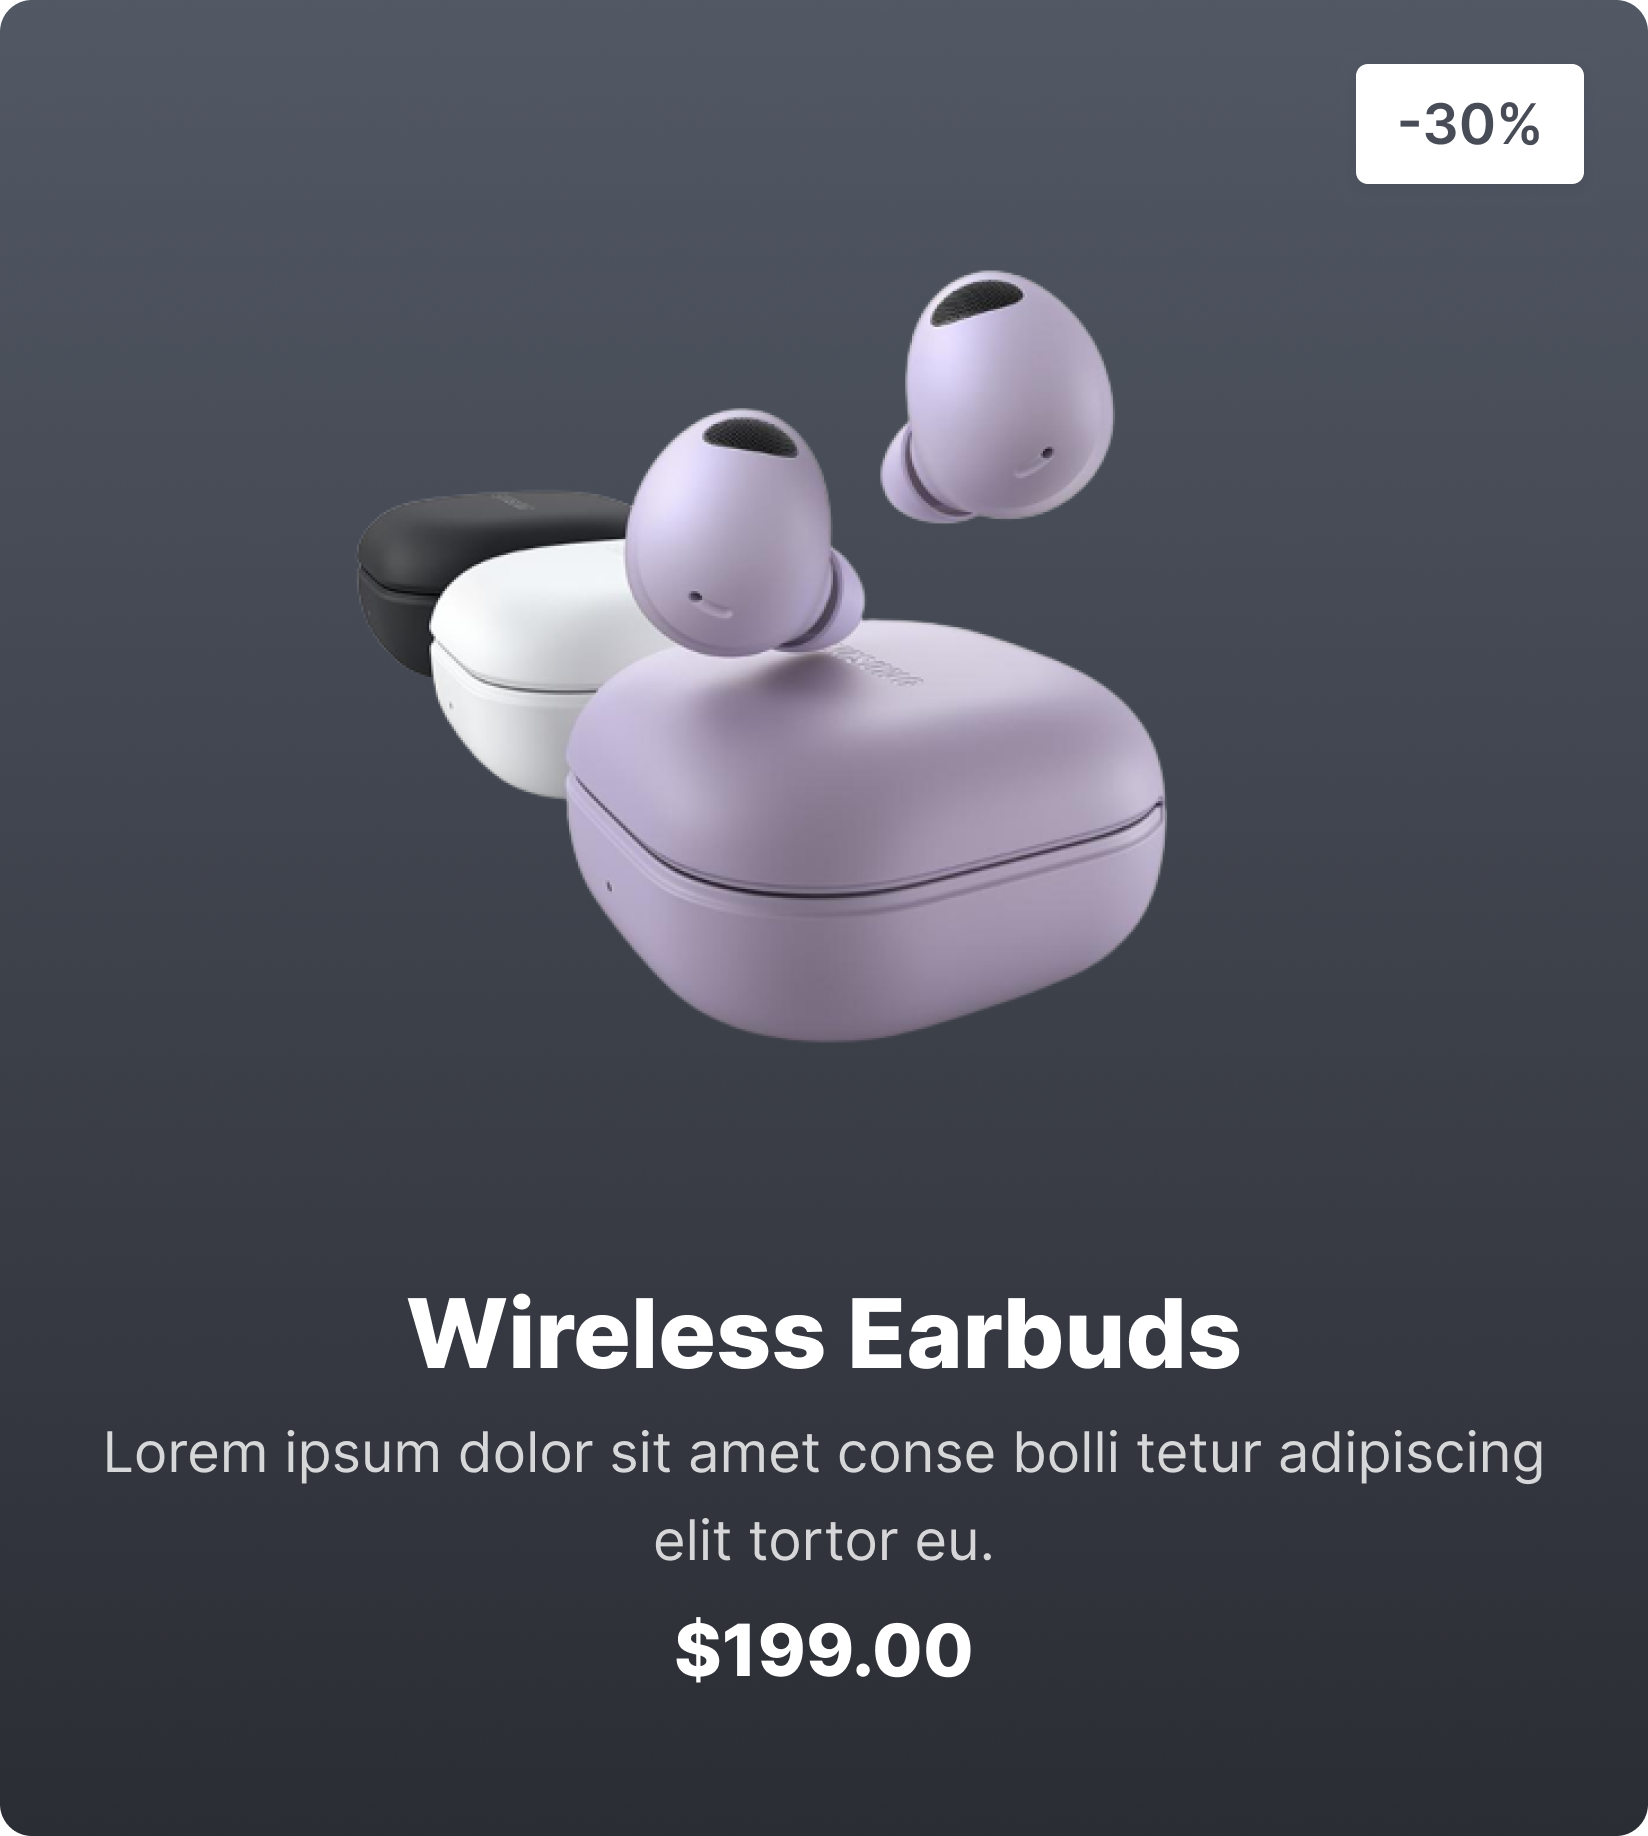 -30%
Wireless Earbuds
Lorem ipsum dolor sit amet conse bolli tetur adipiscing
elit tortor eu.
$199.00